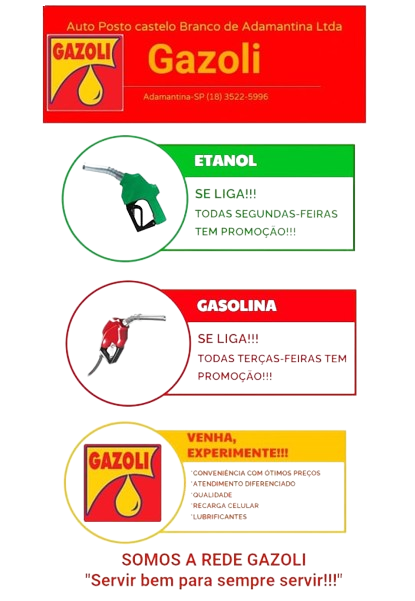 Auto Posto castelo Branco de Adamantina Ltda
GAZOLI
Gazoli
Adamantina-SP (18) 3522-5996
ETANOL
SE LIGA!!!
TODAS SEGUNDAS-FEIRAS
TEM PROMOÇÃO!!!
GASOLINA
SE LIGA!!!
TODAS TERÇAS-FEIRAS TEM
PROMOÇÃO!!!
GAZOLI
VENHA,
EXPERIMENTE!!!
*CONVENIÊNCIA COM ÓTIMOS PREÇOS
*ATENDIMENTO DIFERENCIADO
*QUALIDADE
*RECARGA CELULAR
*LUBRIFICANTES
SOMOS A REDE GAZOLI
"Servir bem para sempre servir!!!"